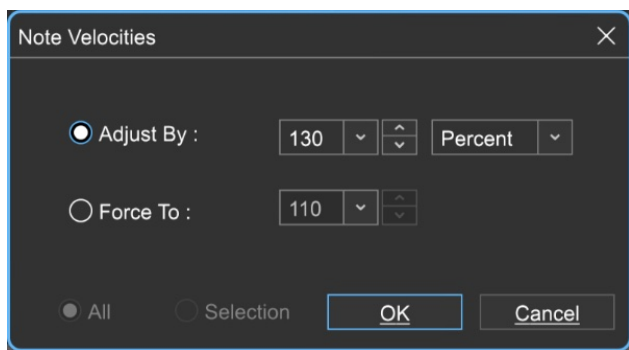 Note Velocities
Adjust By : 130 Percent
Force To : 110
All Selection OK Cancel